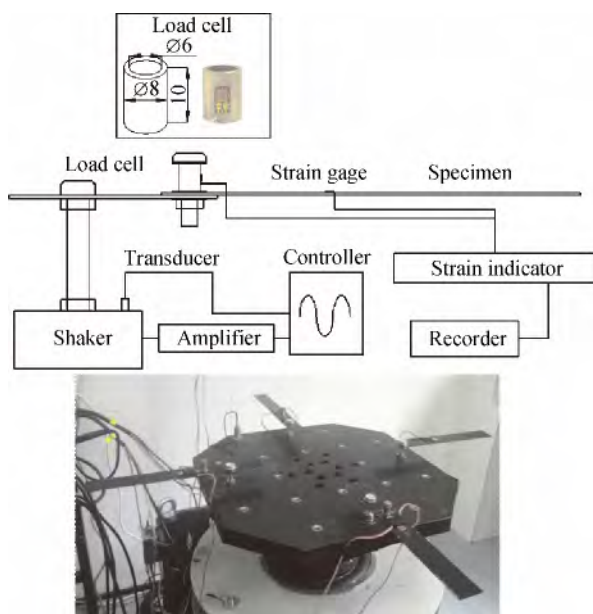 Load cell
Ø6
Ø8
10
Load cell
Strain gage
Specimen
Transducer
Controller
Strain indicator
Shaker
Amplifier
Recorder